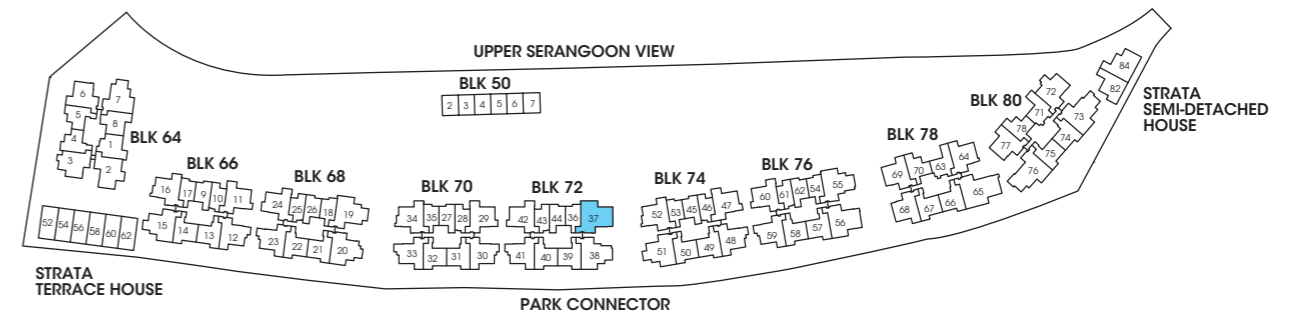 UPPER SERANGOON VIEW
BLK 50
2 3 4 5 6 7
BLK 64
6 7
5 8
4 1
3 2
BLK 66
16 17 9 10 11
15 14 13 12
BLK 68
24 25 26 18 19
23 22 21 20
BLK 70
34 35 27 28 29
33 32 31 30
BLK 72
42 43 44 36 37
41 40 39 38
BLK 74
52 53 45 46 47
51 50 49 48
BLK 76
60 61 62 54 55
59 58 57 56
BLK 78
69 70 63 64
68 67 66 65
BLK 80
72
71 73
78 74
77 75
76
84
82
STRATA
SEMI-DETACHED
HOUSE
52 54 56 58 60 62
STRATA
TERRACE HOUSE
PARK CONNECTOR